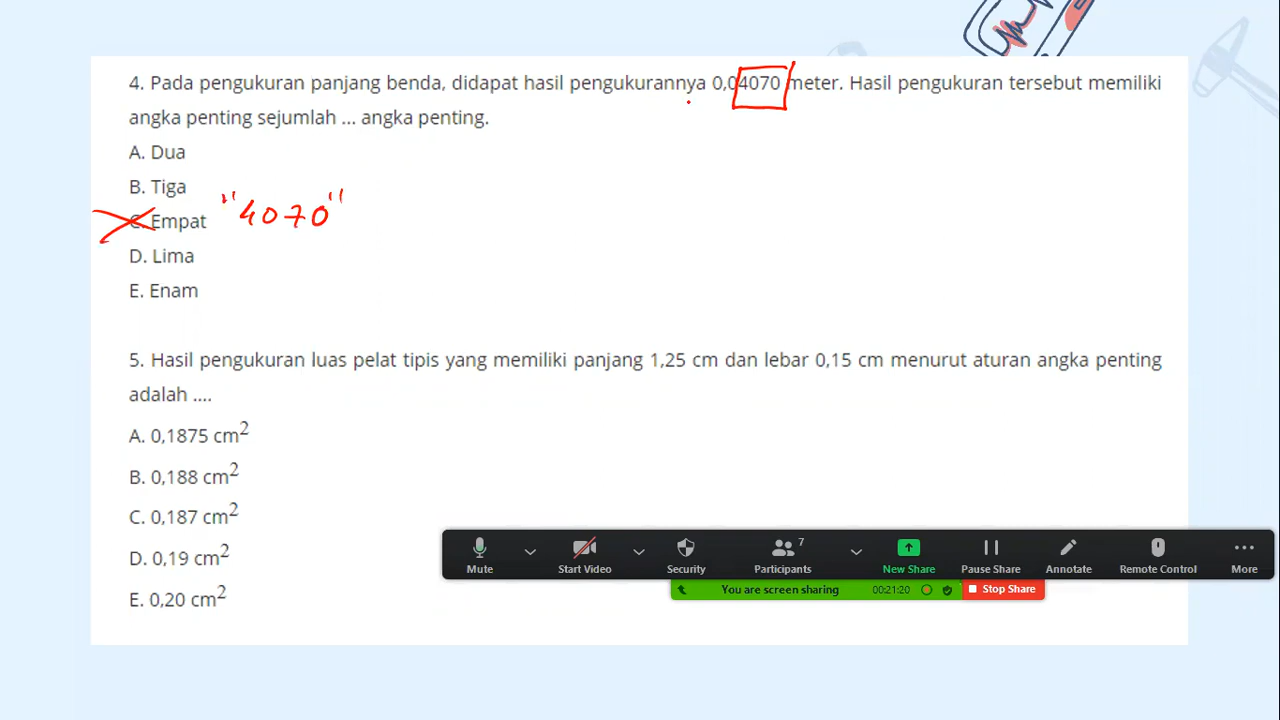 4. Pada pengukuran panjang benda, didapat hasil pengukurannya 0,04070 meter. Hasil pengukuran tersebut memiliki
angka penting sejumlah ... angka penting.
A. Dua
B. Tiga
C. Empat "4070"
D. Lima
E. Enam
5. Hasil pengukuran luas pelat tipis yang memiliki panjang 1,25 cm dan lebar 0,15 cm menurut aturan angka penting
adalah ....
A. 0,1875 cm²
B. 0,188 cm²
C. 0,187 cm²
D. 0,19 cm²
E. 0,20 cm²
7
Mute Start Video Security Participants New Share Pause Share Annotate Remote Control More
You are screen sharing 00:21:20 Stop Share